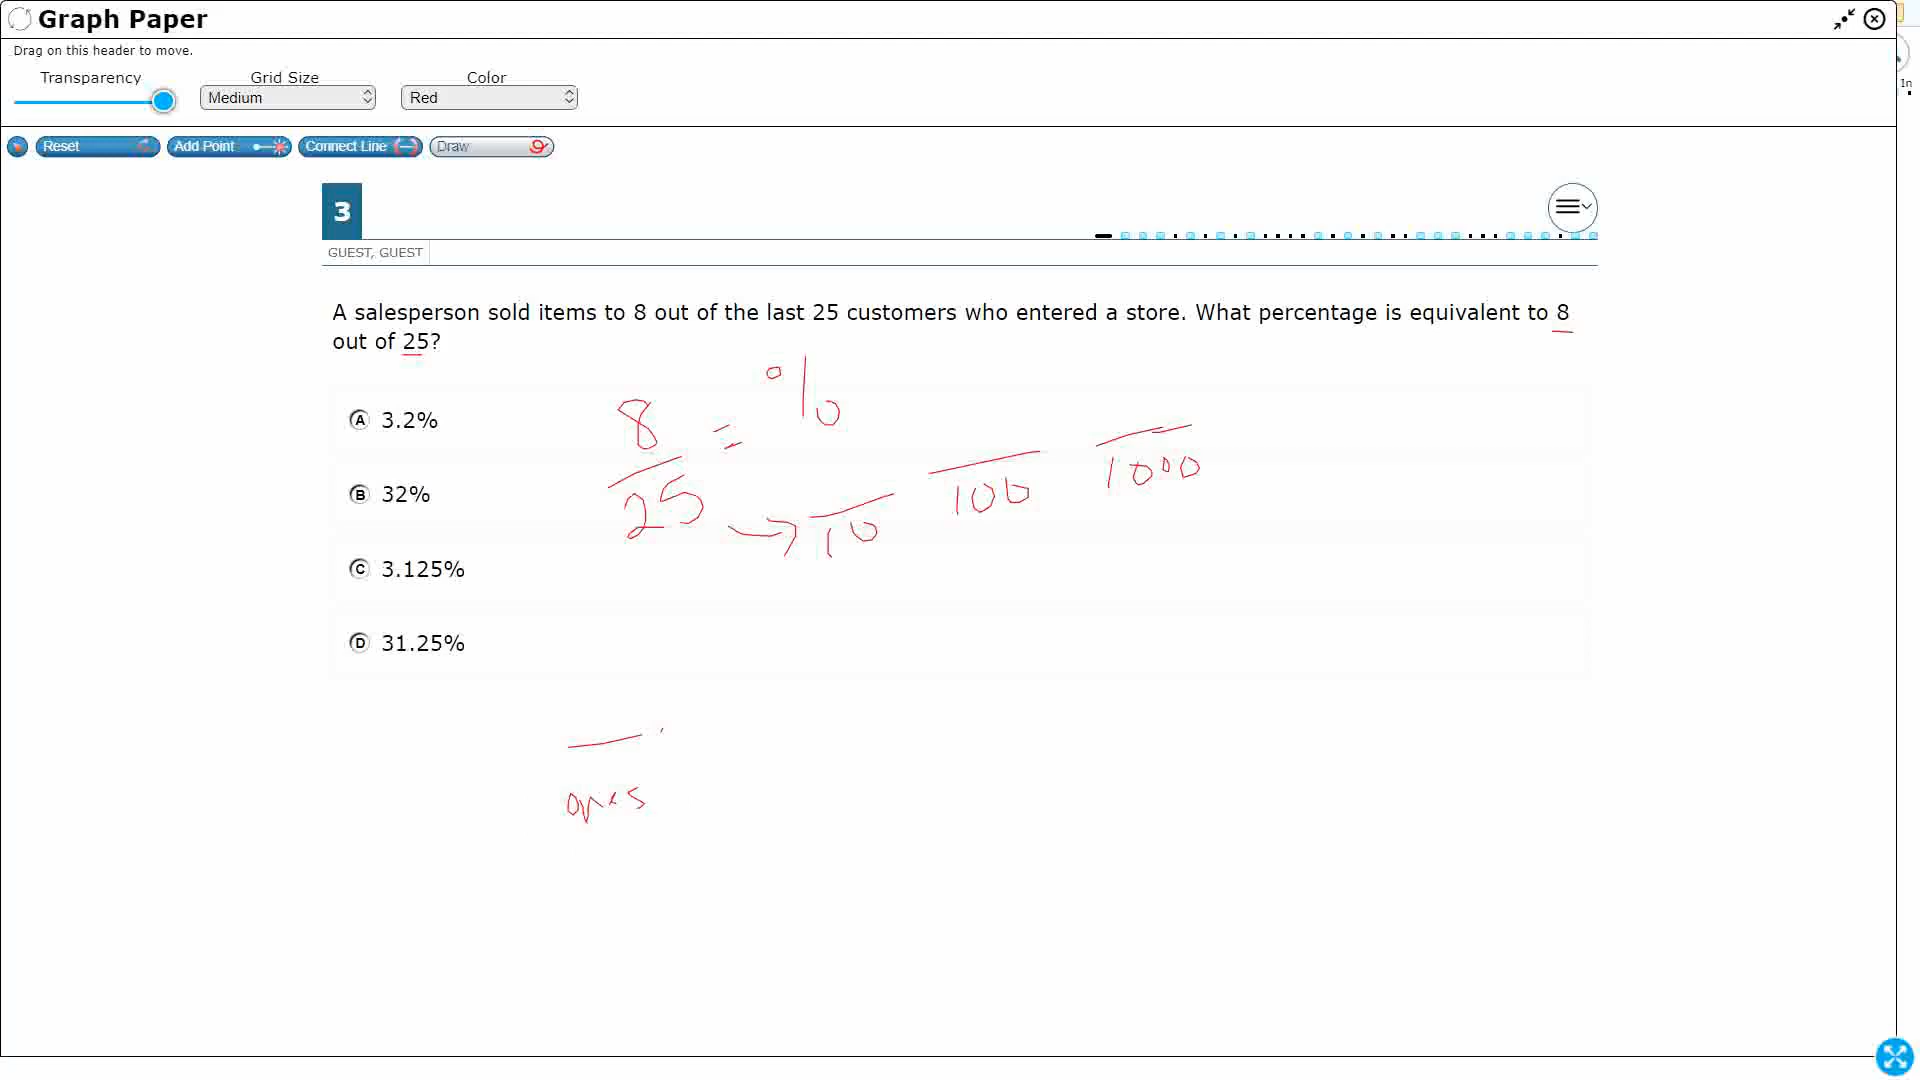 Graph Paper
Drag on this header to move.
Transparency Grid Size Color
Medium Red
Reset Add Point Connect Line Draw
3
GUEST, GUEST
A salesperson sold items to 8 out of the last 25 customers who entered a store. What percentage is equivalent to 8
out of 25?
A 3.2%
B 32%
C 3.125%
D 31.25%
8
25
= %
10
100
1000
ones
In